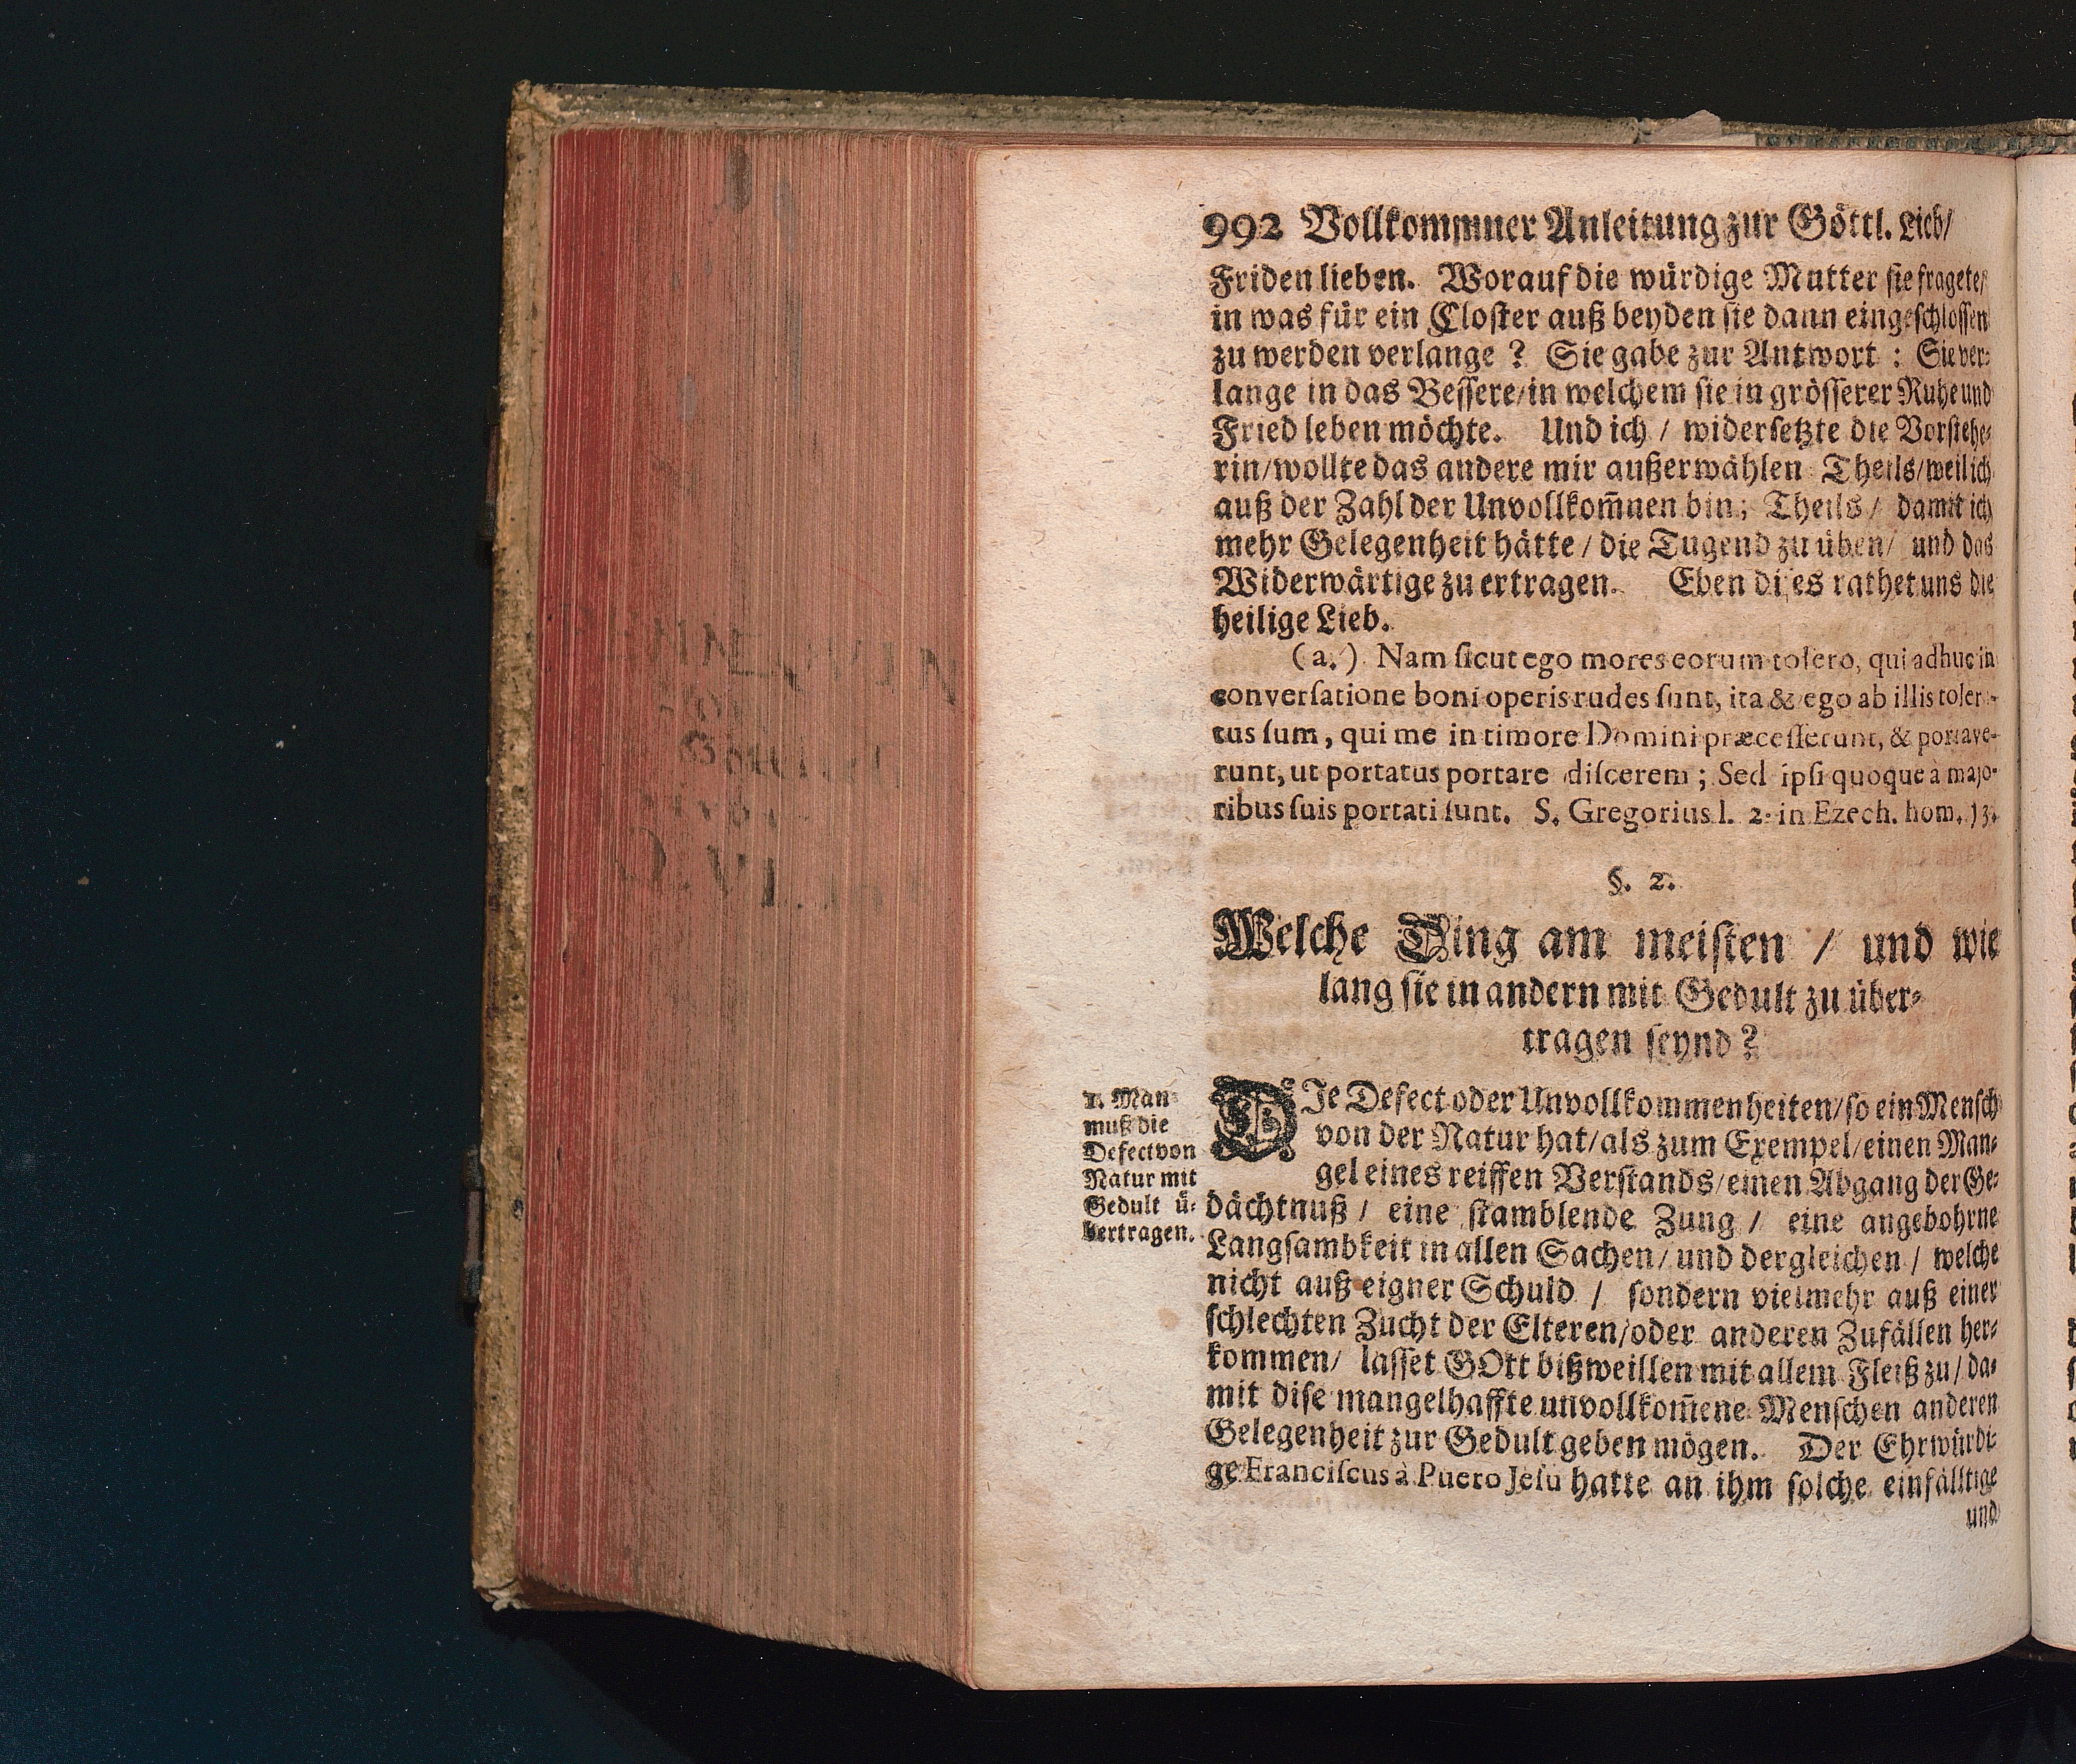 992 Vollkommner Anleitung zur Göttl. Lieb/
Friden lieben. Worauf die würdige Mutter sie fragete/
in was für ein Closter auß beyden sie dann eingeschlossen
zu werden verlange ? Sie gabe zur Antwort : Sie ver-
lange in das Bessere/in welchem sie in grösserer Ruhe und
Fried leben möchte. Und ich / widersetzte die Vorstehe-
rin/wollte das andere mir außerwählen Theils/weil ich
auß der Zahl der Unvollkom̃nen bin; Theils / damit ich
mehr Gelegenheit hätte / die Tugend zu üben/ und das
Widerwärtige zu ertragen. Eben dises rathet uns die
heilige Lieb.
(a.) Nam ſicut ego mores eorum tolero, qui adhuc in
converſatione boni operis rudes ſunt, ita & ego ab illis tolera-
tus ſum, qui me in timore Domini præceſſerunt, & portave-
runt, ut portatus portare diſcerem ; Sed ipſi quoque à majo-
ribus ſuis portati ſunt. S. Gregorius l. 2. in Ezech. hom. 13.
§. 2.
Welche Ding am meisten / und wie
lang sie in andern mit Gedult zu über-
tragen seynd ?
1. Man
muß die
Defect von
Natur mit
Gedult ü-
bertragen.
DIe Defect oder Unvollkommenheiten/so ein Mensch
von der Natur hat/als zum Exempel/einen Man-
gel eines reiffen Verstands/einen Abgang der Ge-
dächtnuß / eine stamblende Zung / eine angebohrne
Langsambkeit in allen Sachen/ und dergleichen / welche
nicht auß eigner Schuld / sondern vielmehr auß einer
schlechten Zucht der Elteren/oder anderen Zufällen her-
kommen/ lasset GOtt bißweillen mit allem Fleiß zu/ da-
mit dise mangelhaffte unvollkom̃ene Menschen anderen
Gelegenheit zur Gedult geben mögen. Der Ehrwürdi-
ge Franciſcus à Puero Jeſu hatte an ihm solche einfälltige
und